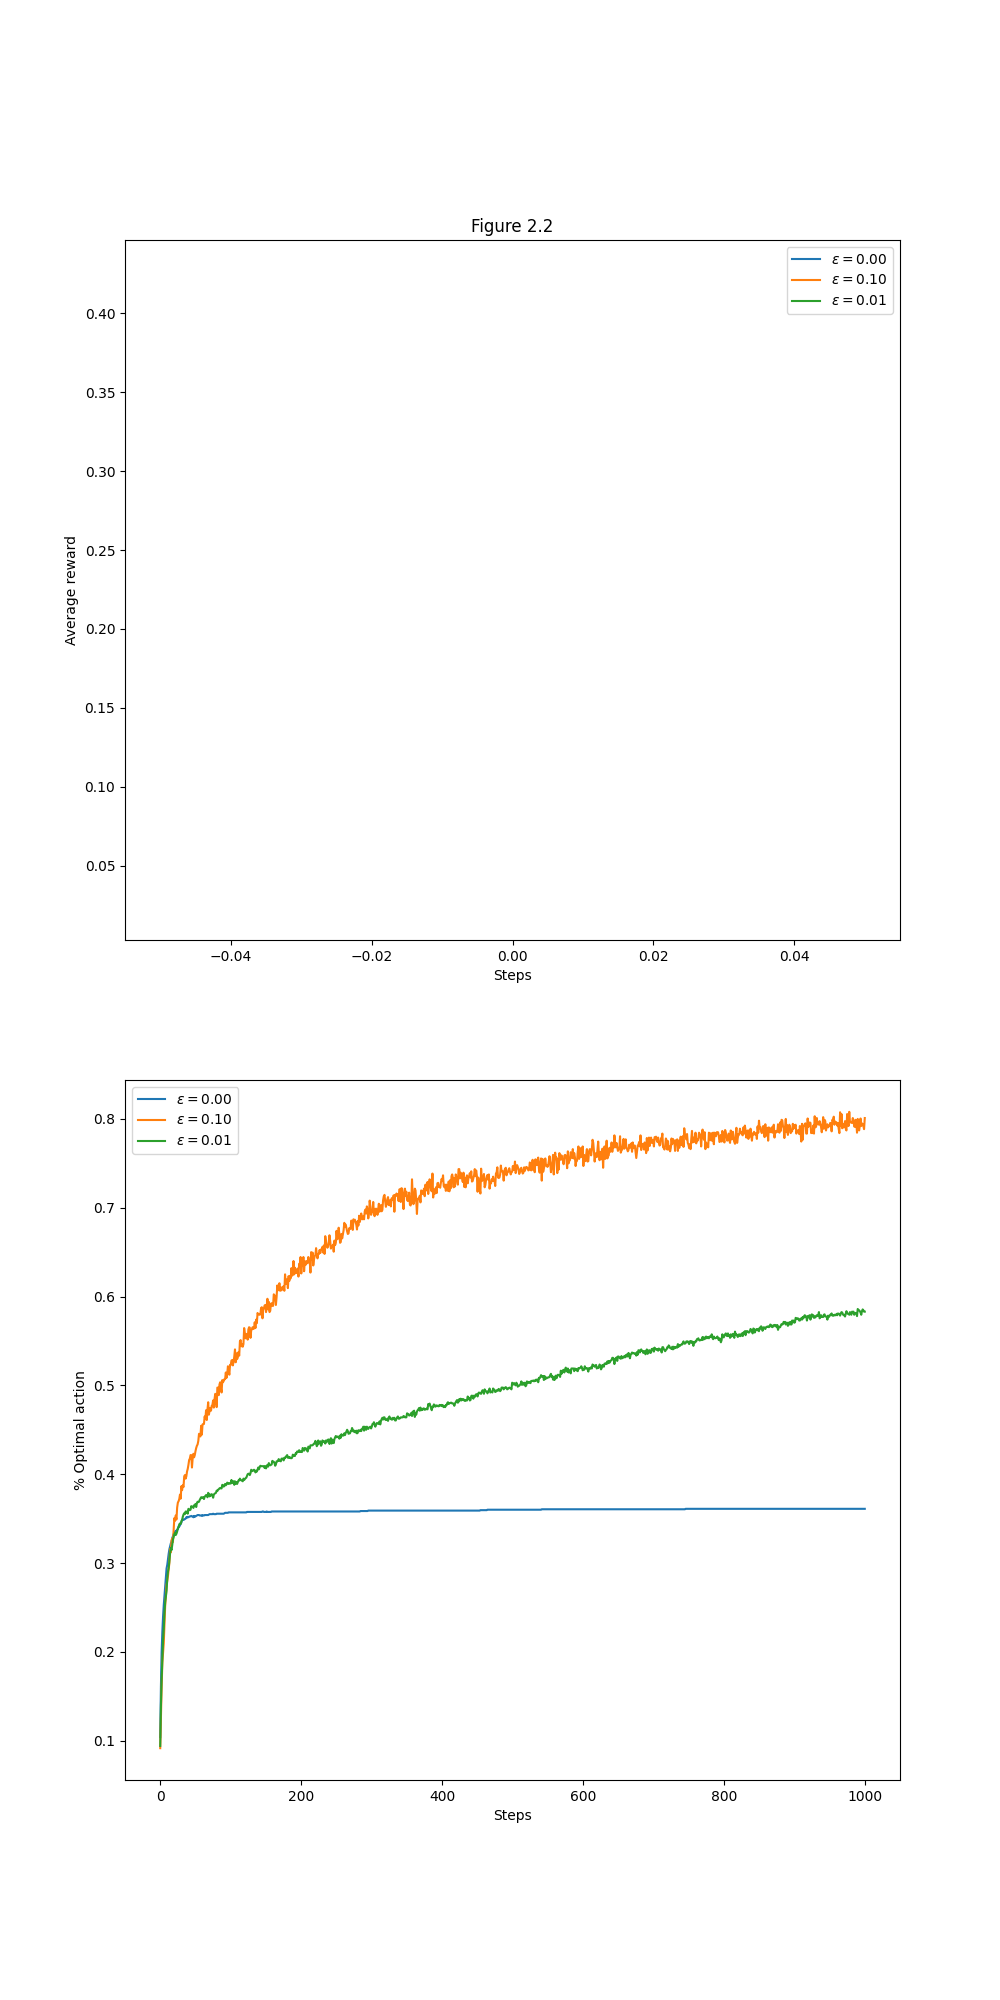 Figure 2.2
ε = 0.00
ε = 0.10
ε = 0.01
0.40
0.35
0.30
0.25
0.20
0.15
0.10
0.05
Average reward
−0.04 −0.02 0.00 0.02 0.04
Steps
ε = 0.00
ε = 0.10
ε = 0.01
0.8
0.7
0.6
0.5
0.4
0.3
0.2
0.1
% Optimal action
0 200 400 600 800 1000
Steps